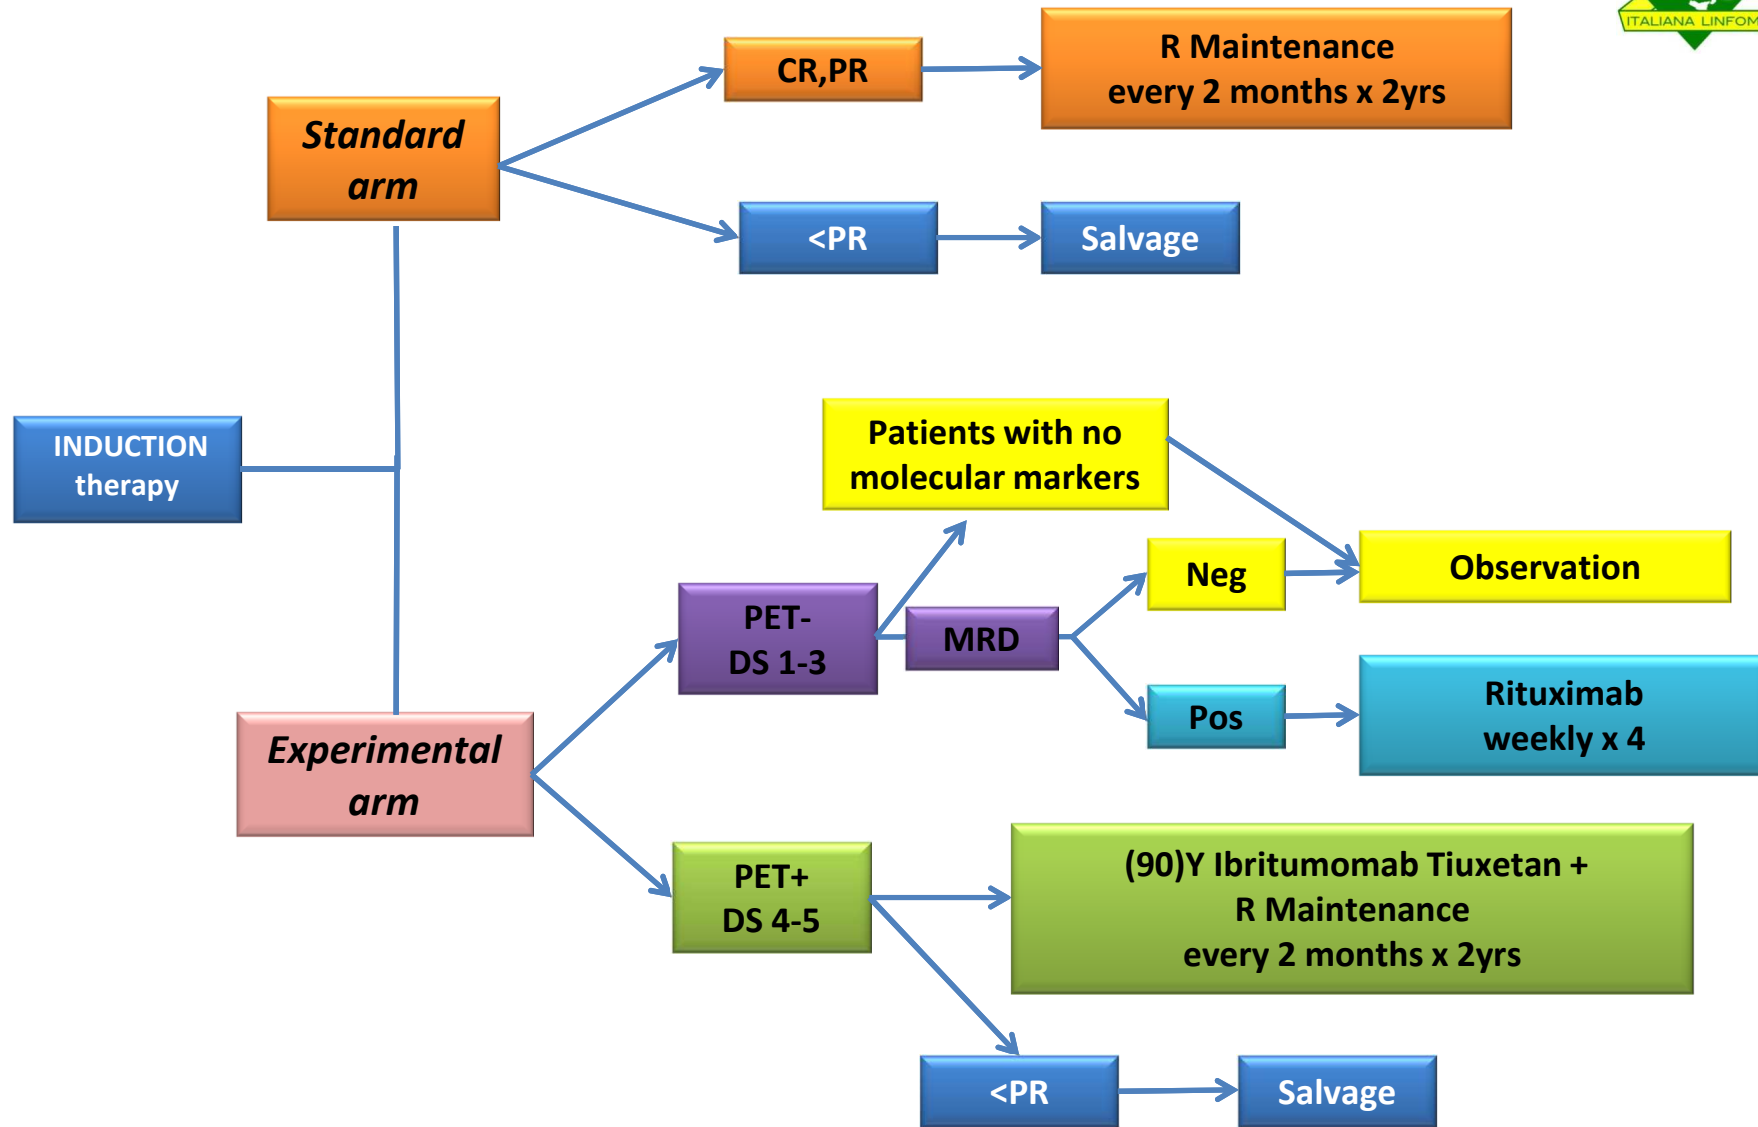 ITALIANA LINFOM
CR,PR
R Maintenance
every 2 months x 2yrs
Standard
arm
<PR
Salvage
INDUCTION
therapy
Patients with no
molecular markers
Neg
Observation
PET-
DS 1-3
MRD
Pos
Rituximab
weekly x 4
Experimental
arm
PET+
DS 4-5
(90)Y Ibritumomab Tiuxetan +
R Maintenance
every 2 months x 2yrs
<PR
Salvage